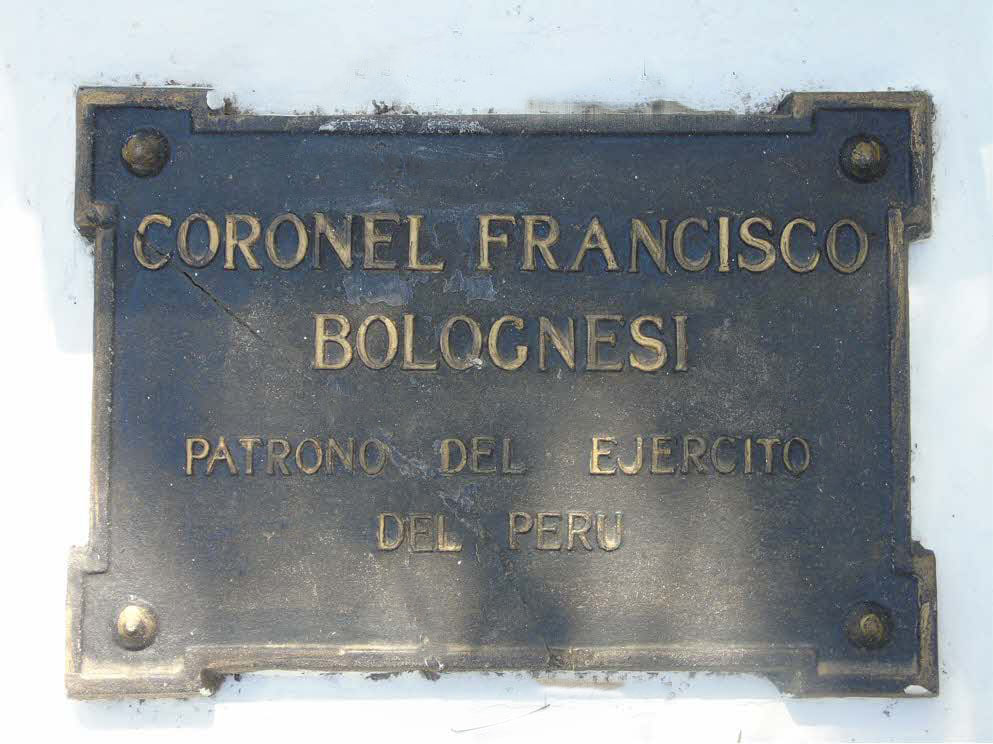 CORONEL FRANCISCO
BOLOGNESI
PATRONO DEL EJERCITO
DEL PERU